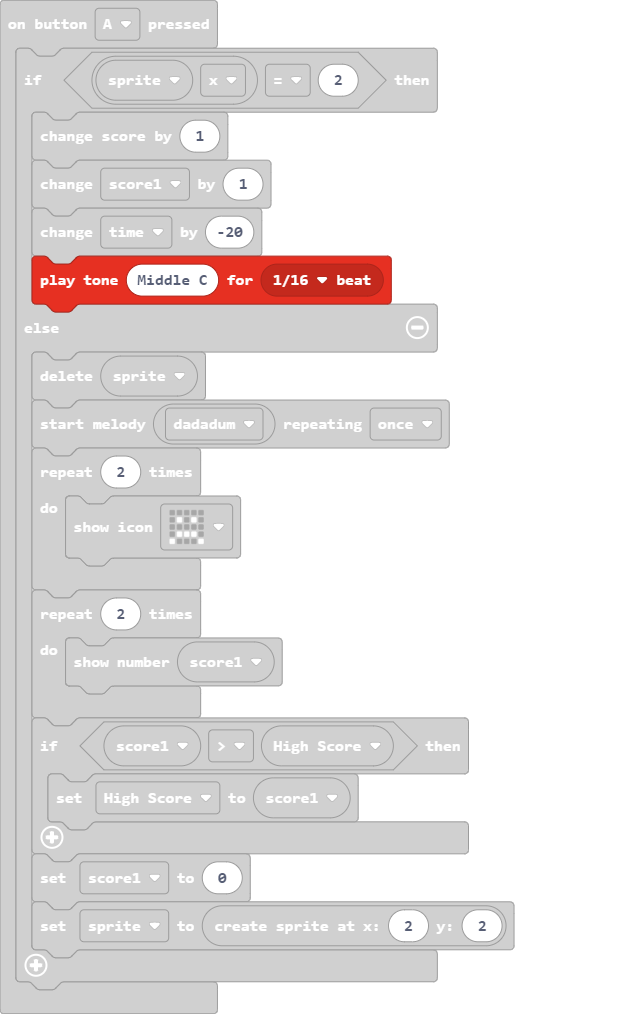 on button A pressed
if sprite x = 2 then
change score by 1
change score1 by 1
change time by -20
play tone Middle C for 1/16 beat
else
delete sprite
start melody dadadum repeating once
repeat 2 times
do
show icon
repeat 2 times
do
show number score1
if score1 > High Score then
set High Score to score1
set score1 to 0
set sprite to create sprite at x: 2 y: 2